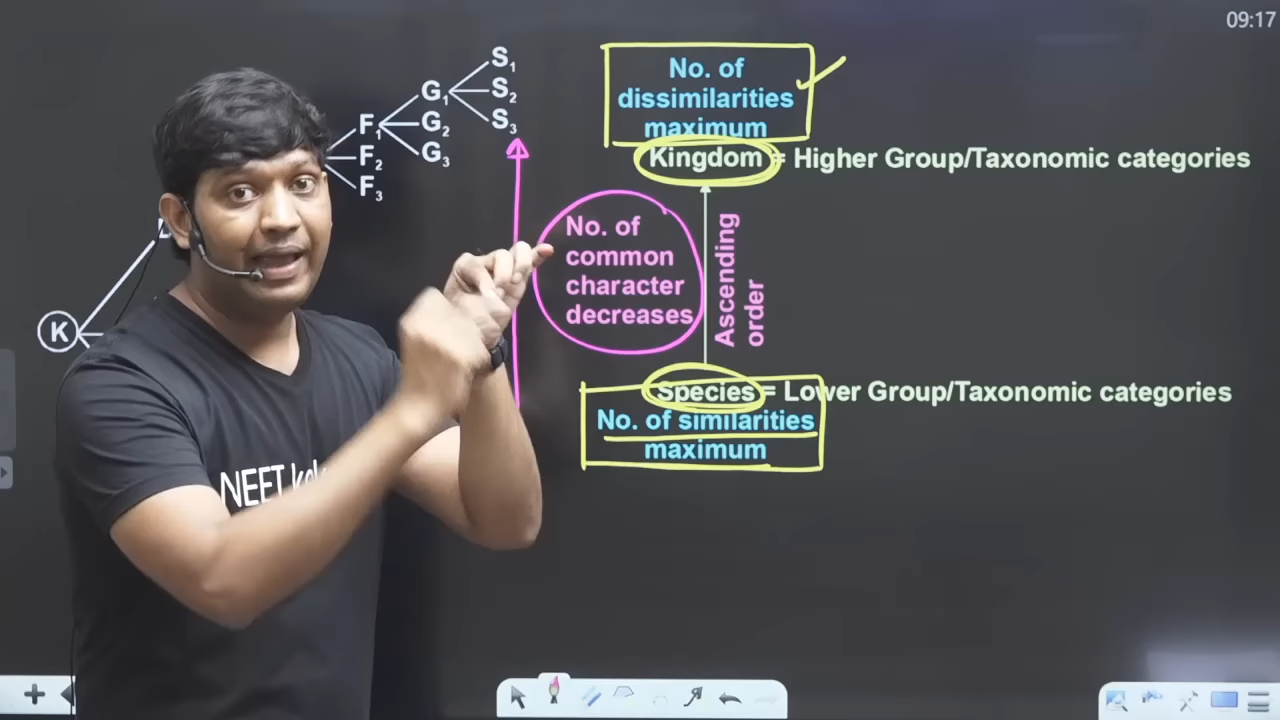 09:17
S1
S2
S3
G1
G2
G3
F1
F2
F3
K
No. of
dissimilarities
maximum
Kingdom = Higher Group/Taxonomic categories
No. of
common
character
decreases
Ascending
order
Species = Lower Group/Taxonomic categories
No. of similarities
maximum
NEET